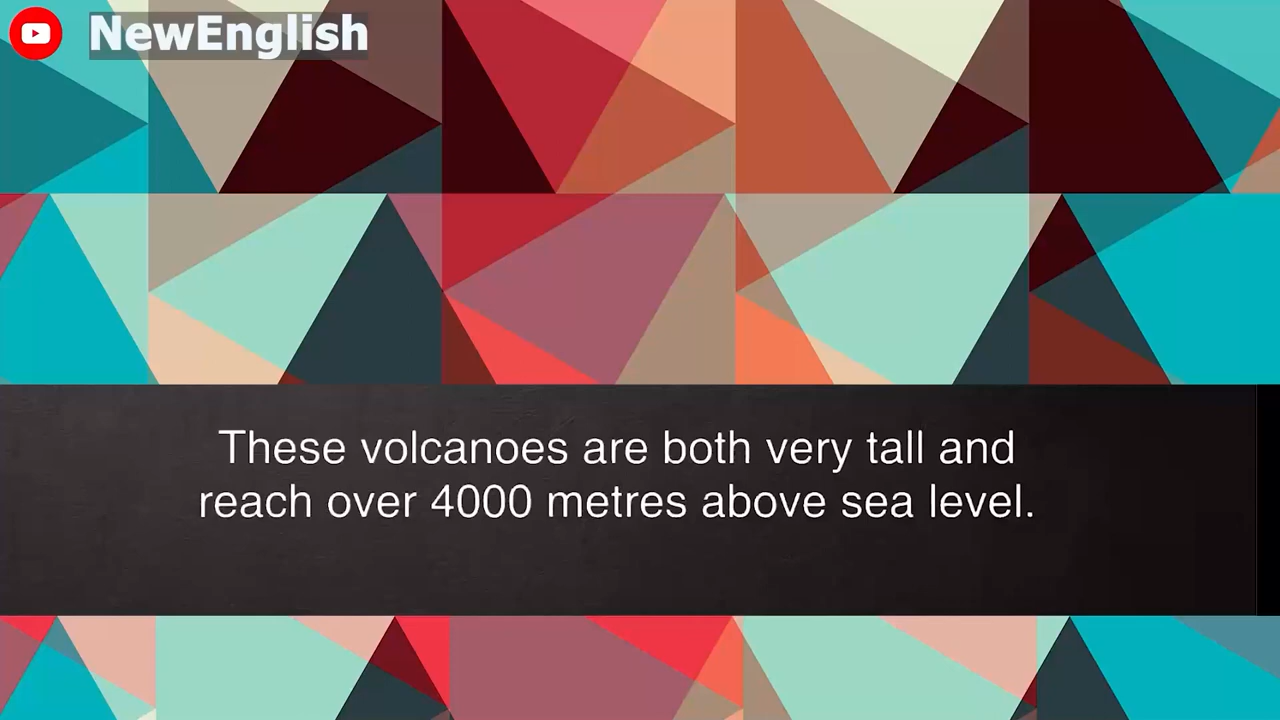 NewEnglish
These volcanoes are both very tall and
reach over 4000 metres above sea level.